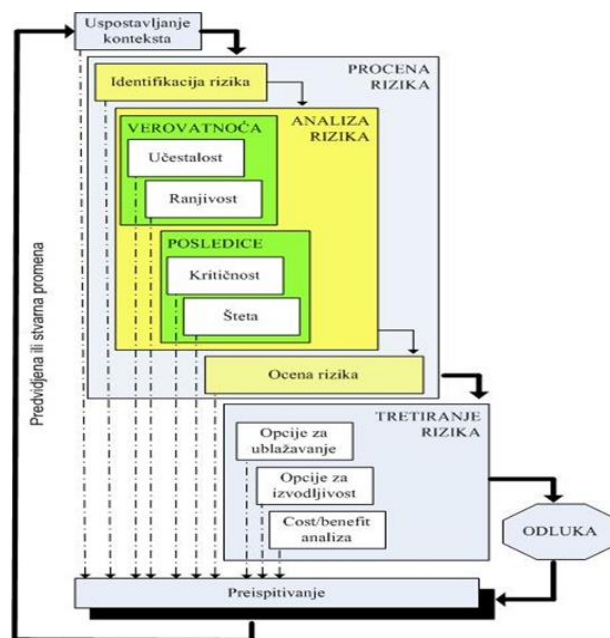 Uspostavljanje
konteksta
PROCENA
RIZIKA
Identifikacija rizika
ANALIZA
RIZIKA
VEROVATNOĆA
Učestalost
Ranjivost
POSLEDICE
Kritičnost
Šteta
Ocena rizika
TRETIRANJE
RIZIKA
Opcije za
ublažavanje
Opcije za
izvodljivost
Cost/benefit
analiza
ODLUKA
Preispitivanje
Predvidjena ili stvarna promena